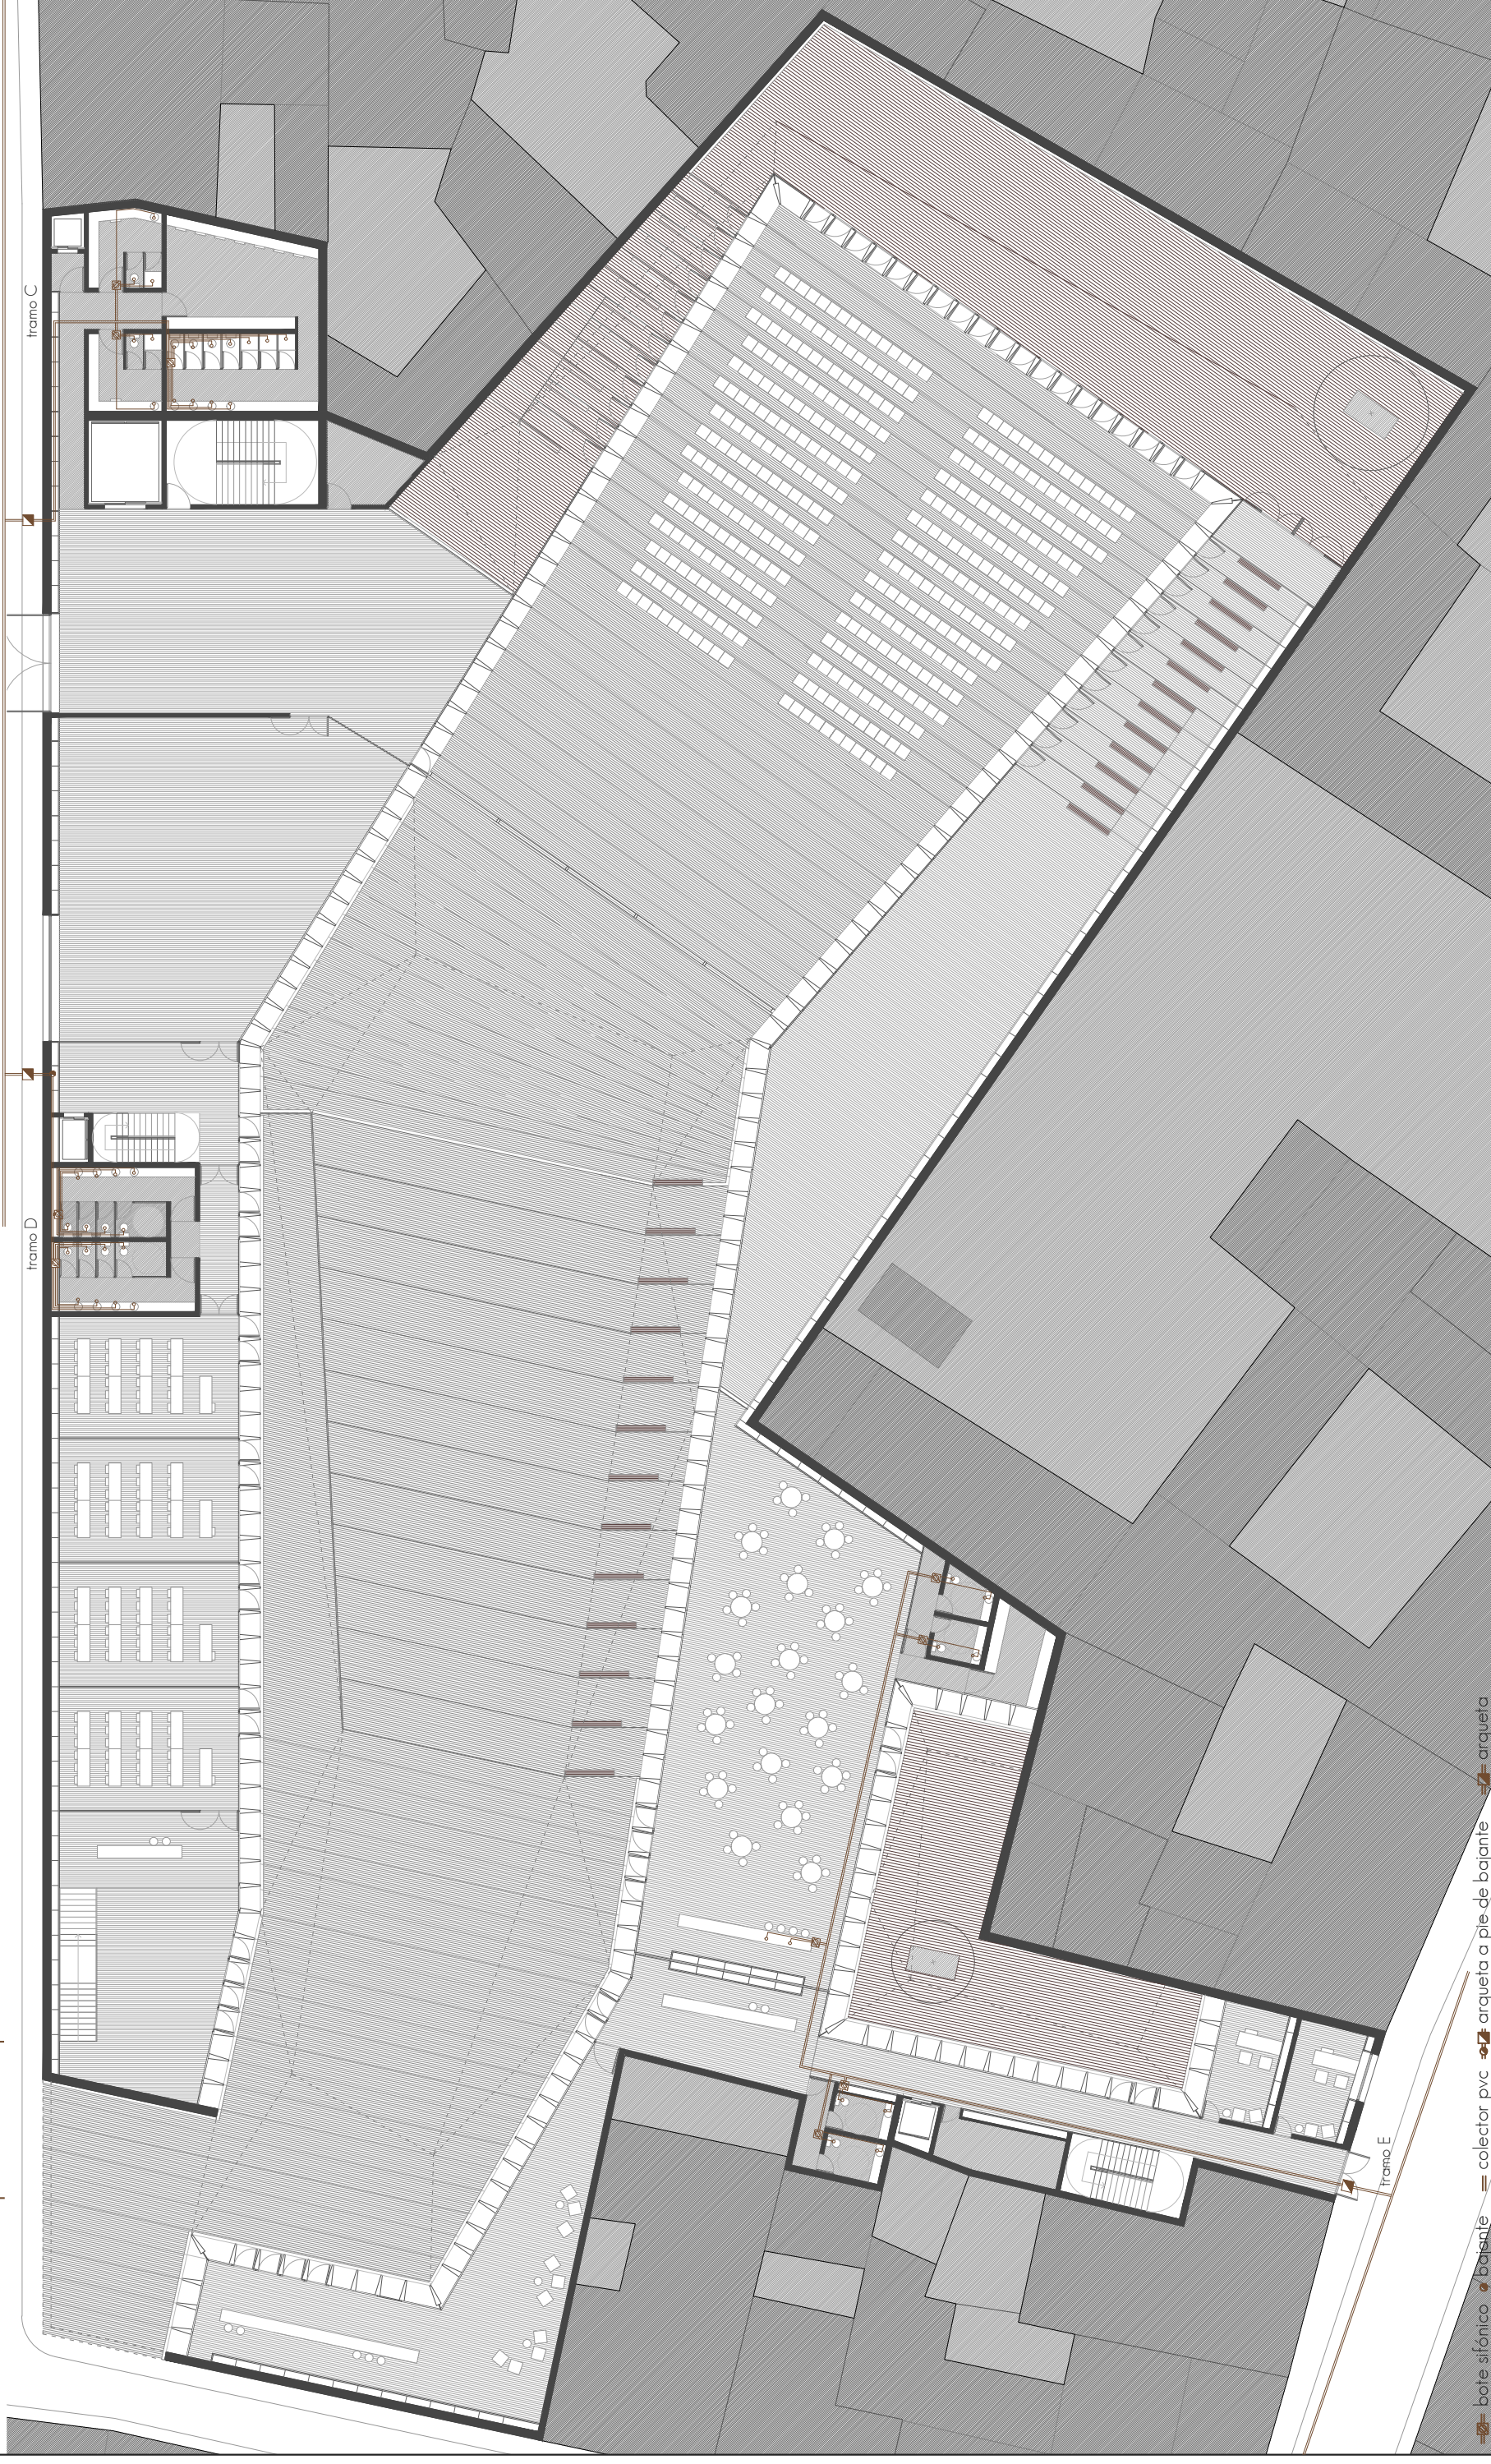 tramo C
tramo D
tramo E
bote sifónico bajante colector pvc arqueta a pie de bajante arqueta